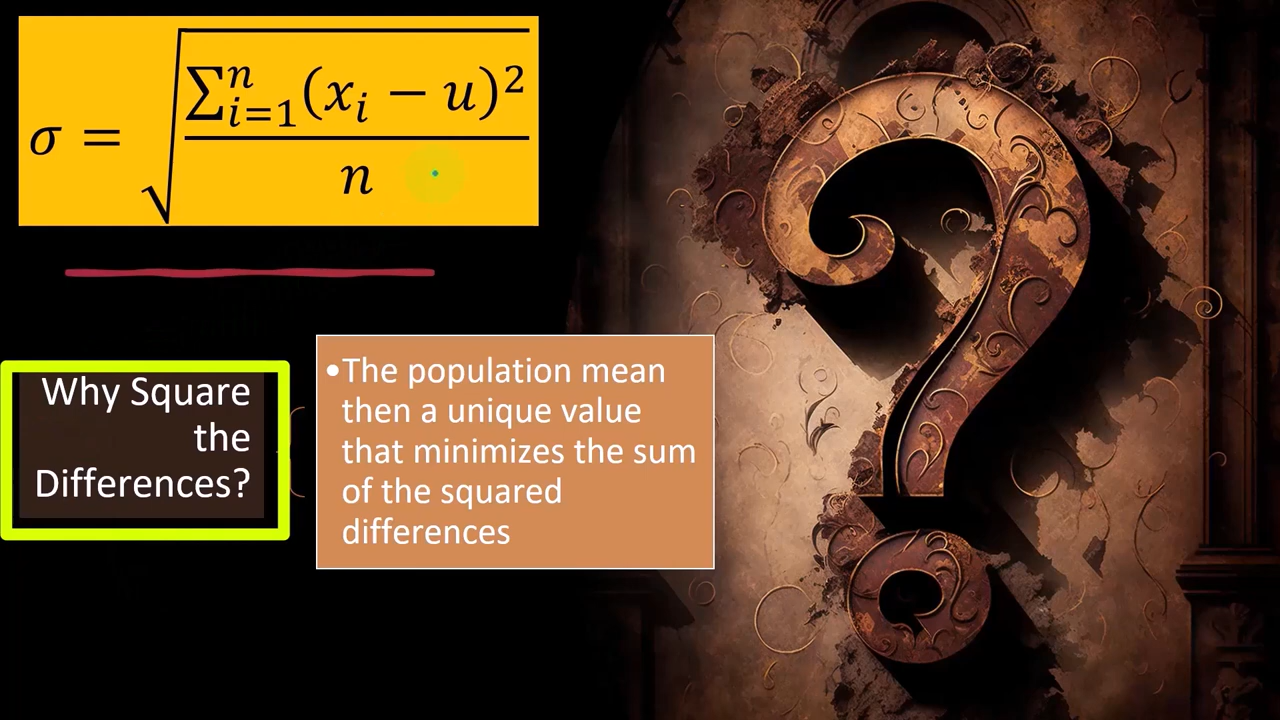 σ = √(∑ⁿᵢ₌₁(xᵢ − u)² / n)
Why Square
the
Differences?
•The population mean
then a unique value
that minimizes the sum
of the squared
differences